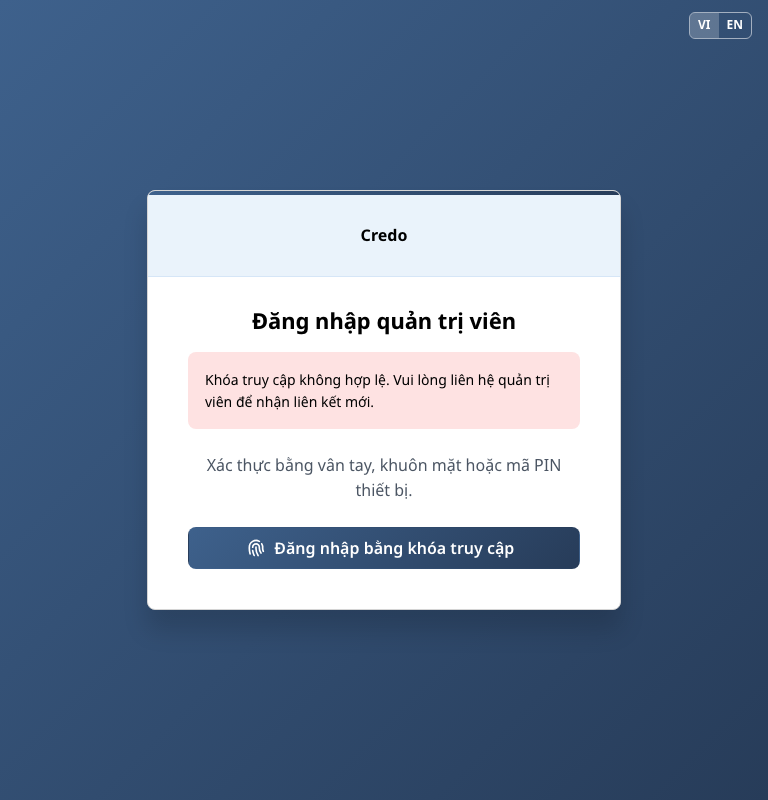 VI EN
Credo
Đăng nhập quản trị viên
Khóa truy cập không hợp lệ. Vui lòng liên hệ quản trị
viên để nhận liên kết mới.
Xác thực bằng vân tay, khuôn mặt hoặc mã PIN
thiết bị.
Đăng nhập bằng khóa truy cập